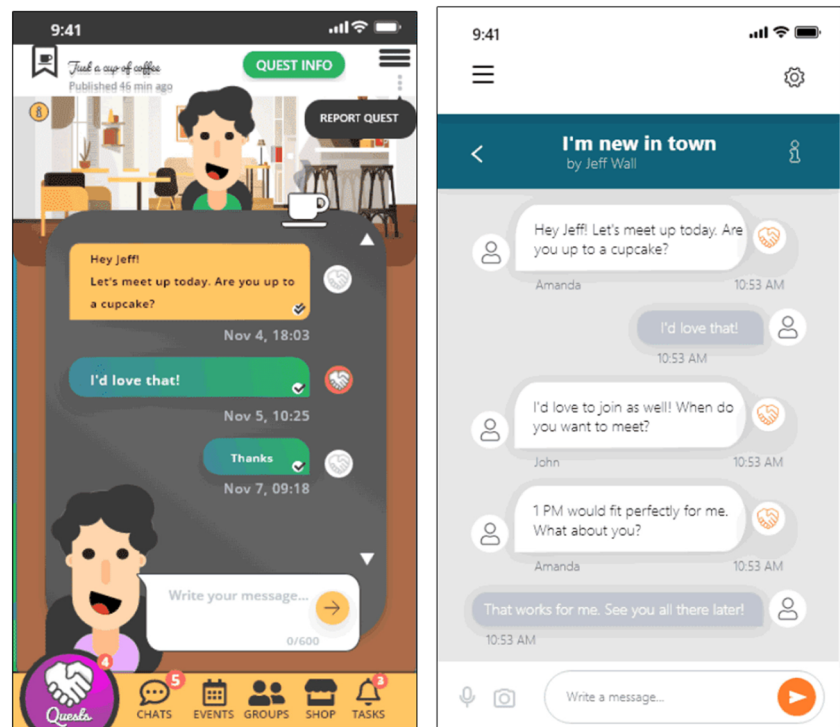 9:41
Just a cup of coffee
QUEST INFO
Published 46 min ago
REPORT QUEST
Hey Jeff!
Let's meet up today. Are you up to
a cupcake?
Nov 4, 18:03
I'd love that!
Nov 5, 10:25
Thanks
Nov 7, 09:18
Write your message...
0/600
4
5
3
Quests
CHATS
EVENTS
GROUPS
SHOP
TASKS
9:41
I'm new in town
by Jeff Wall
Hey Jeff! Let's meet up today. Are
you up to a cupcake?
Amanda
10:53 AM
I'd love that!
10:53 AM
I'd love to join as well! When do
you want to meet?
John
10:53 AM
1 PM would fit perfectly for me.
What about you?
Amanda
10:53 AM
That works for me. See you all there later!
10:53 AM
Write a message...